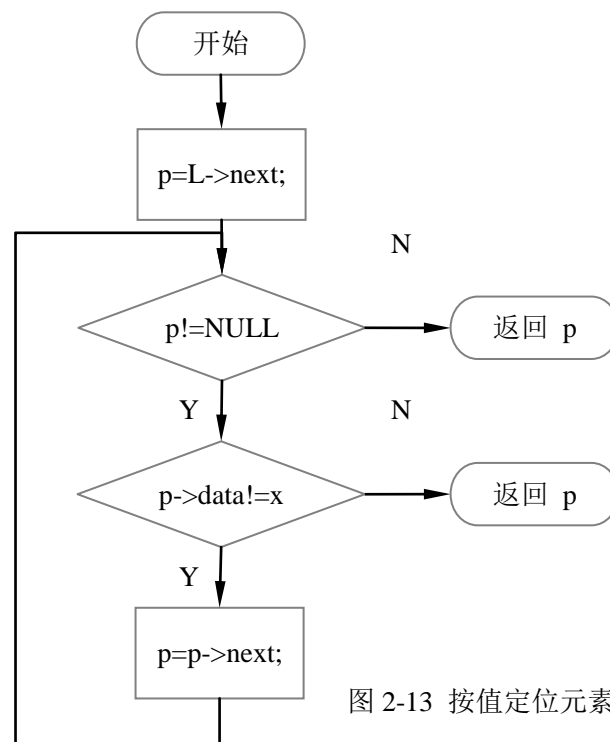 开始
p=L->next;
N
p!=NULL
返回 p
Y
N
p->data!=x
返回 p
Y
p=p->next;
图 2-13 按值定位元素